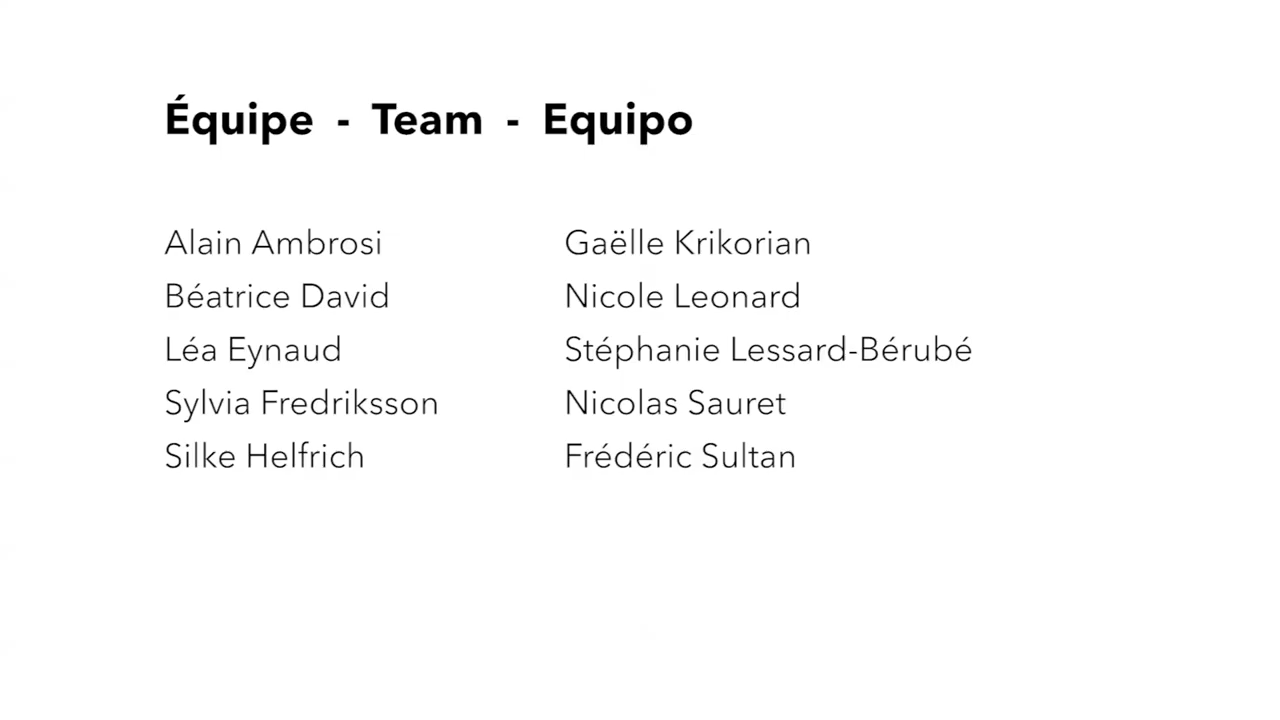 Équipe - Team - Equipo
Alain Ambrosi
Béatrice David
Léa Eynaud
Sylvia Fredriksson
Silke Helfrich
Gaëlle Krikorian
Nicole Leonard
Stéphanie Lessard-Bérubé
Nicolas Sauret
Frédéric Sultan